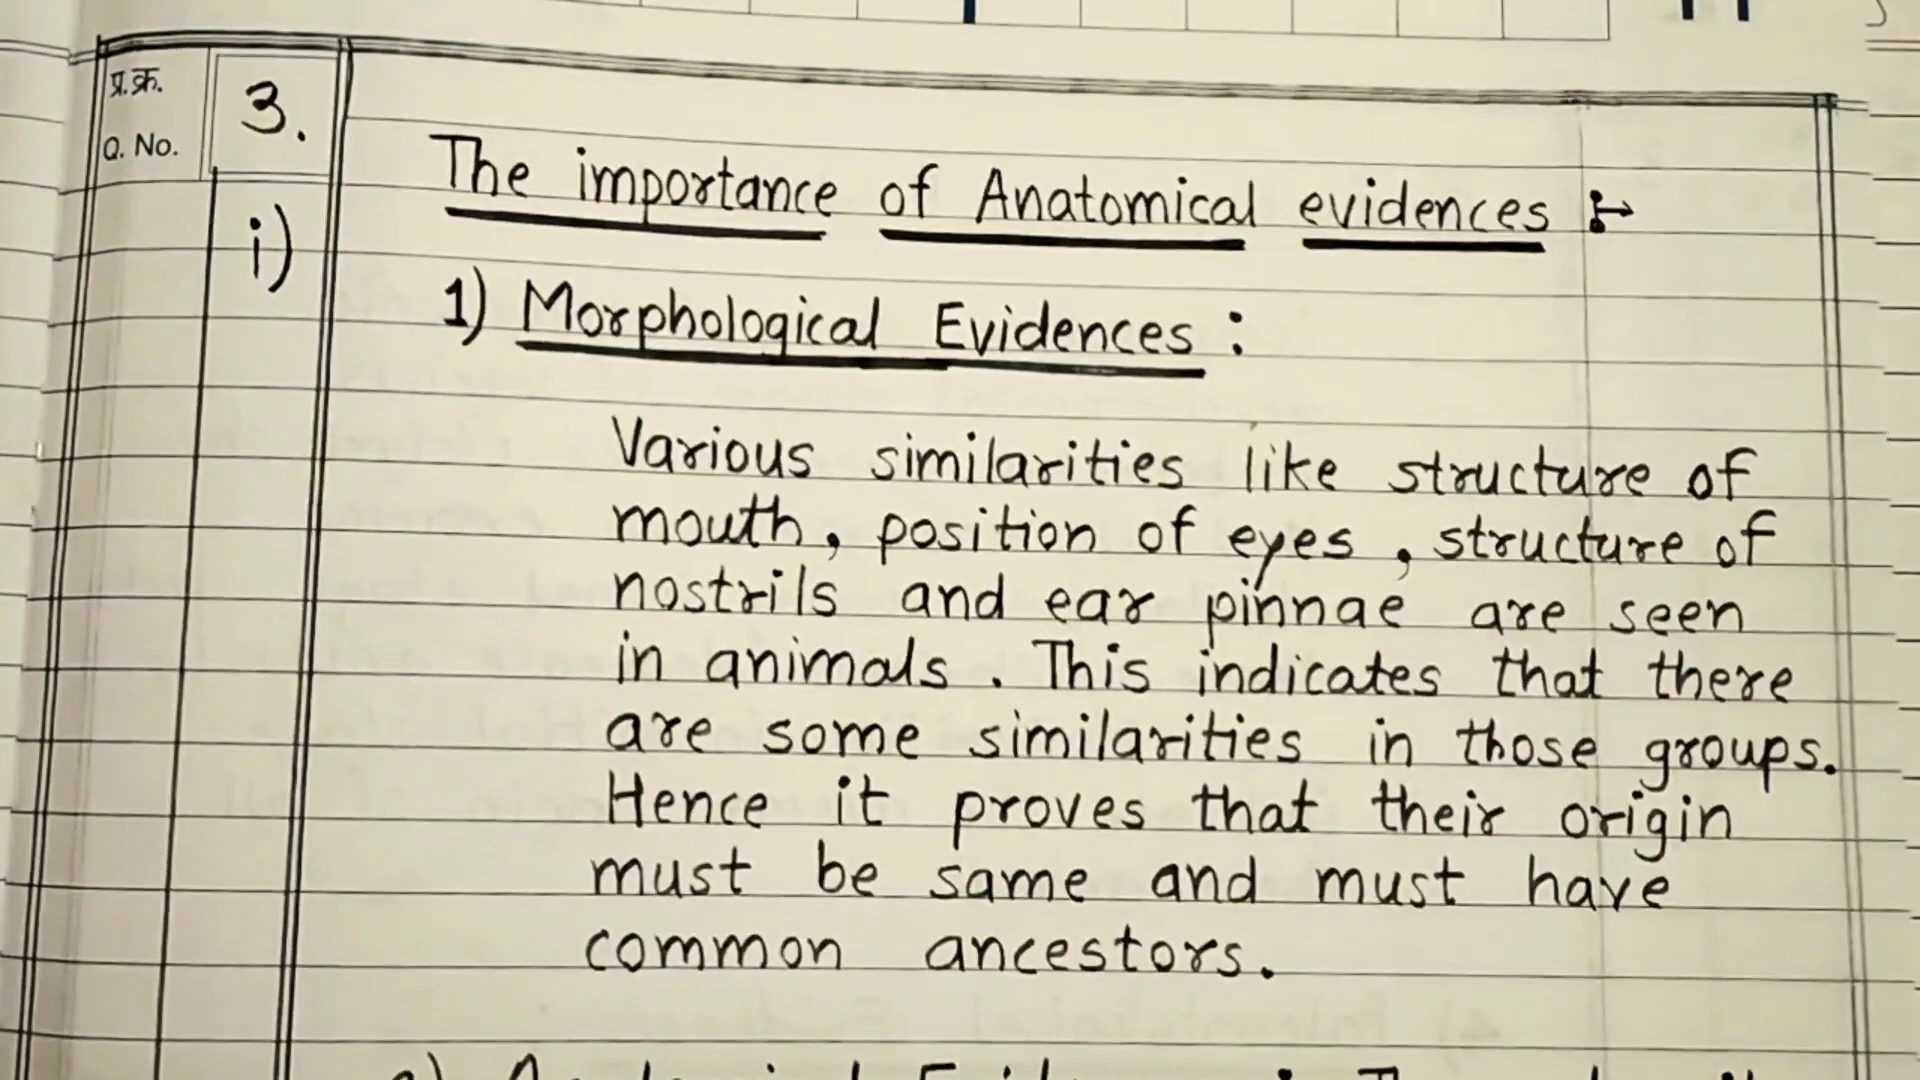 प्र.क्र.
Q. No.
3.
i)
The importance of Anatomical evidences :→
1) Morphological Evidences :
Various similarities like structure of
mouth, position of eyes, structure of
nostrils and ear pinnae are seen
in animals. This indicates that there
are some similarities in those groups.
Hence it proves that their origin
must be same and must have
common ancestors.